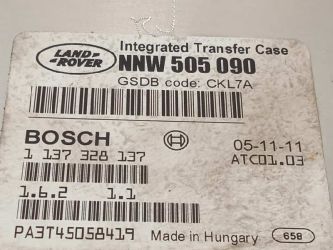 LAND ROVER
Integrated Transfer Case
NNW 505 090
GSDB code: CKL7A
BOSCH
05-11-11
1 137 328 137
ATC01.03
1.6.2 1.1
PA3T45058419
Made in Hungary
658